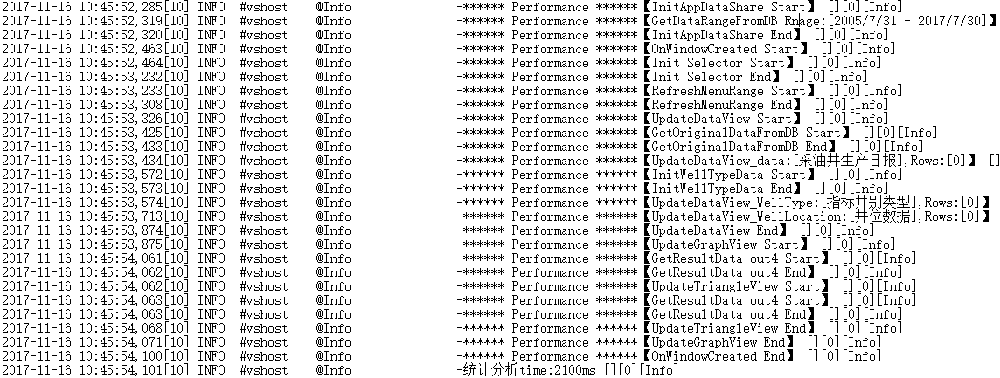 2017-11-16 10:45:52,285[10] INFO #vshost @Info -****** Performance ******【InitAppDataShare Start】 [][0][Info]
2017-11-16 10:45:52,319[10] INFO #vshost @Info -****** Performance ******【GetDataRangeFromDB Rnage:[2005/7/31 - 2017/7/30]】
2017-11-16 10:45:52,320[10] INFO #vshost @Info -****** Performance ******【InitAppDataShare End】 [][0][Info]
2017-11-16 10:45:52,463[10] INFO #vshost @Info -****** Performance ******【OnWindowCreated Start】 [][0][Info]
2017-11-16 10:45:52,464[10] INFO #vshost @Info -****** Performance ******【Init Selector Start】 [][0][Info]
2017-11-16 10:45:53,232[10] INFO #vshost @Info -****** Performance ******【Init Selector End】 [][0][Info]
2017-11-16 10:45:53,233[10] INFO #vshost @Info -****** Performance ******【RefreshMenuRange Start】 [][0][Info]
2017-11-16 10:45:53,308[10] INFO #vshost @Info -****** Performance ******【RefreshMenuRange End】 [][0][Info]
2017-11-16 10:45:53,326[10] INFO #vshost @Info -****** Performance ******【UpdateDataView Start】 [][0][Info]
2017-11-16 10:45:53,425[10] INFO #vshost @Info -****** Performance ******【GetOriginalDataFromDB Start】 [][0][Info]
2017-11-16 10:45:53,433[10] INFO #vshost @Info -****** Performance ******【GetOriginalDataFromDB End】 [][0][Info]
2017-11-16 10:45:53,434[10] INFO #vshost @Info -****** Performance ******【UpdateDataView_data:[采油井生产日报],Rows:[0]】 []
2017-11-16 10:45:53,572[10] INFO #vshost @Info -****** Performance ******【InitWellTypeData Start】 [][0][Info]
2017-11-16 10:45:53,573[10] INFO #vshost @Info -****** Performance ******【InitWellTypeData End】 [][0][Info]
2017-11-16 10:45:53,574[10] INFO #vshost @Info -****** Performance ******【UpdateDataView_WellType:[指标井别类型],Rows:[0]】
2017-11-16 10:45:53,713[10] INFO #vshost @Info -****** Performance ******【UpdateDataView_WellLocation:[井位数据],Rows:[0]】
2017-11-16 10:45:53,874[10] INFO #vshost @Info -****** Performance ******【UpdateDataView End】 [][0][Info]
2017-11-16 10:45:53,875[10] INFO #vshost @Info -****** Performance ******【UpdateGraphView Start】 [][0][Info]
2017-11-16 10:45:54,061[10] INFO #vshost @Info -****** Performance ******【GetResultData out4 Start】 [][0][Info]
2017-11-16 10:45:54,062[10] INFO #vshost @Info -****** Performance ******【GetResultData out4 End】 [][0][Info]
2017-11-16 10:45:54,062[10] INFO #vshost @Info -****** Performance ******【UpdateTriangleView Start】 [][0][Info]
2017-11-16 10:45:54,063[10] INFO #vshost @Info -****** Performance ******【GetResultData out4 Start】 [][0][Info]
2017-11-16 10:45:54,063[10] INFO #vshost @Info -****** Performance ******【GetResultData out4 End】 [][0][Info]
2017-11-16 10:45:54,068[10] INFO #vshost @Info -****** Performance ******【UpdateTriangleView End】 [][0][Info]
2017-11-16 10:45:54,071[10] INFO #vshost @Info -****** Performance ******【UpdateGraphView End】 [][0][Info]
2017-11-16 10:45:54,100[10] INFO #vshost @Info -****** Performance ******【OnWindowCreated End】 [][0][Info]
2017-11-16 10:45:54,101[10] INFO #vshost @Info -统计分析time:2100ms [][0][Info]